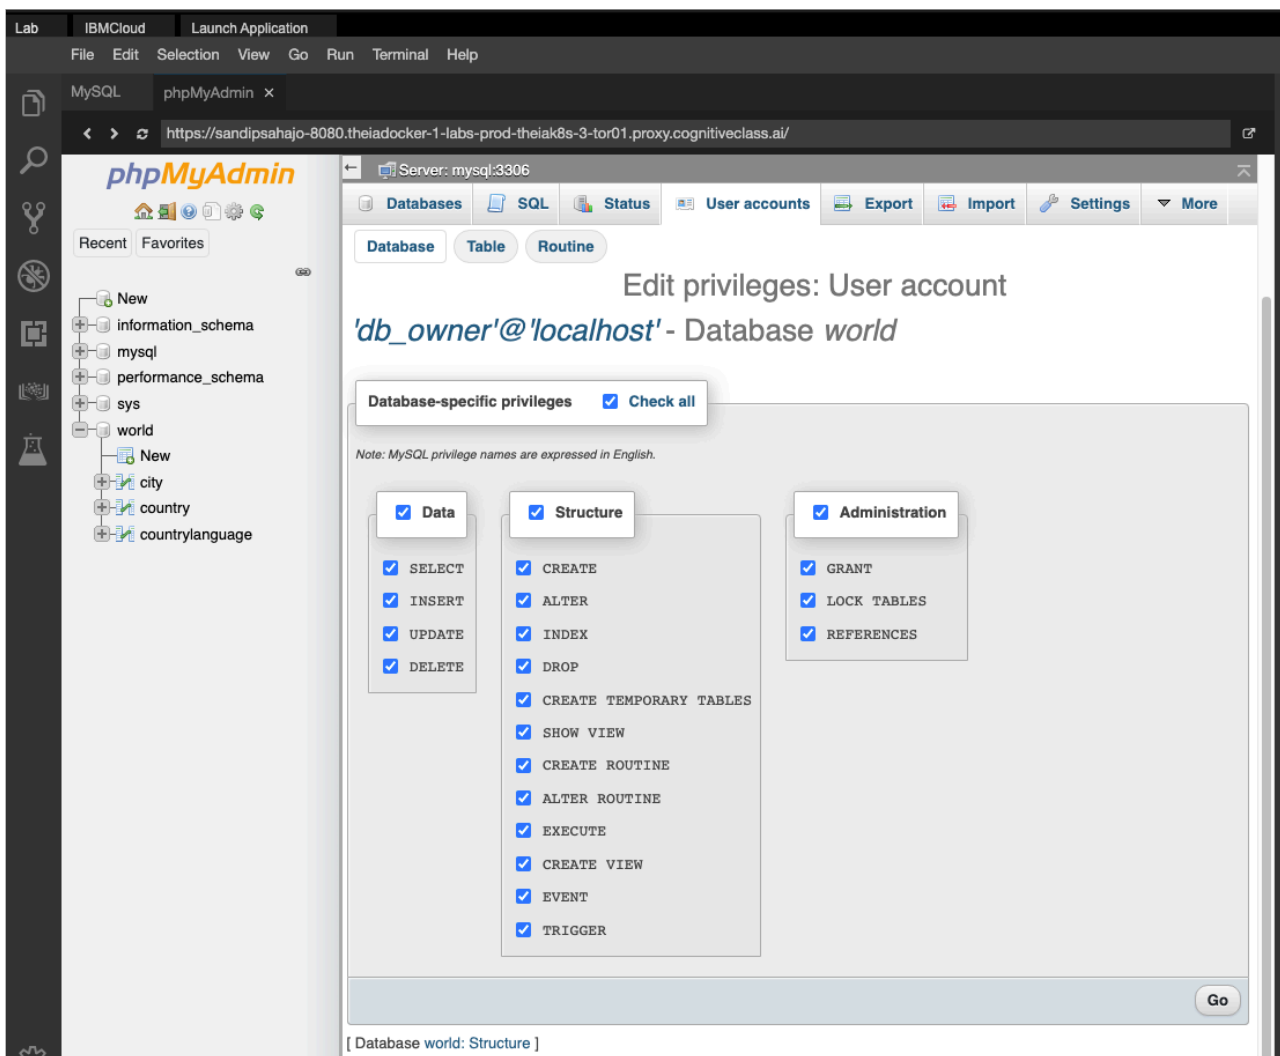 Lab IBMCloud Launch Application
File Edit Selection View Go Run Terminal Help
MySQL phpMyAdmin ×
https://sandipsahajo-8080.theiadocker-1-labs-prod-theiak8s-3-tor01.proxy.cognitiveclass.ai/
phpMyAdmin
Recent Favorites
New
information_schema
mysql
performance_schema
sys
world
New
city
country
countrylanguage
Server: mysql:3306
Databases SQL Status User accounts Export Import Settings More
Database Table Routine
Edit privileges: User account
'db_owner'@'localhost' - Database world
Database-specific privileges Check all
Note: MySQL privilege names are expressed in English.
Data
SELECT
INSERT
UPDATE
DELETE
Structure
CREATE
ALTER
INDEX
DROP
CREATE TEMPORARY TABLES
SHOW VIEW
CREATE ROUTINE
ALTER ROUTINE
EXECUTE
CREATE VIEW
EVENT
TRIGGER
Administration
GRANT
LOCK TABLES
REFERENCES
Go
[ Database world: Structure ]